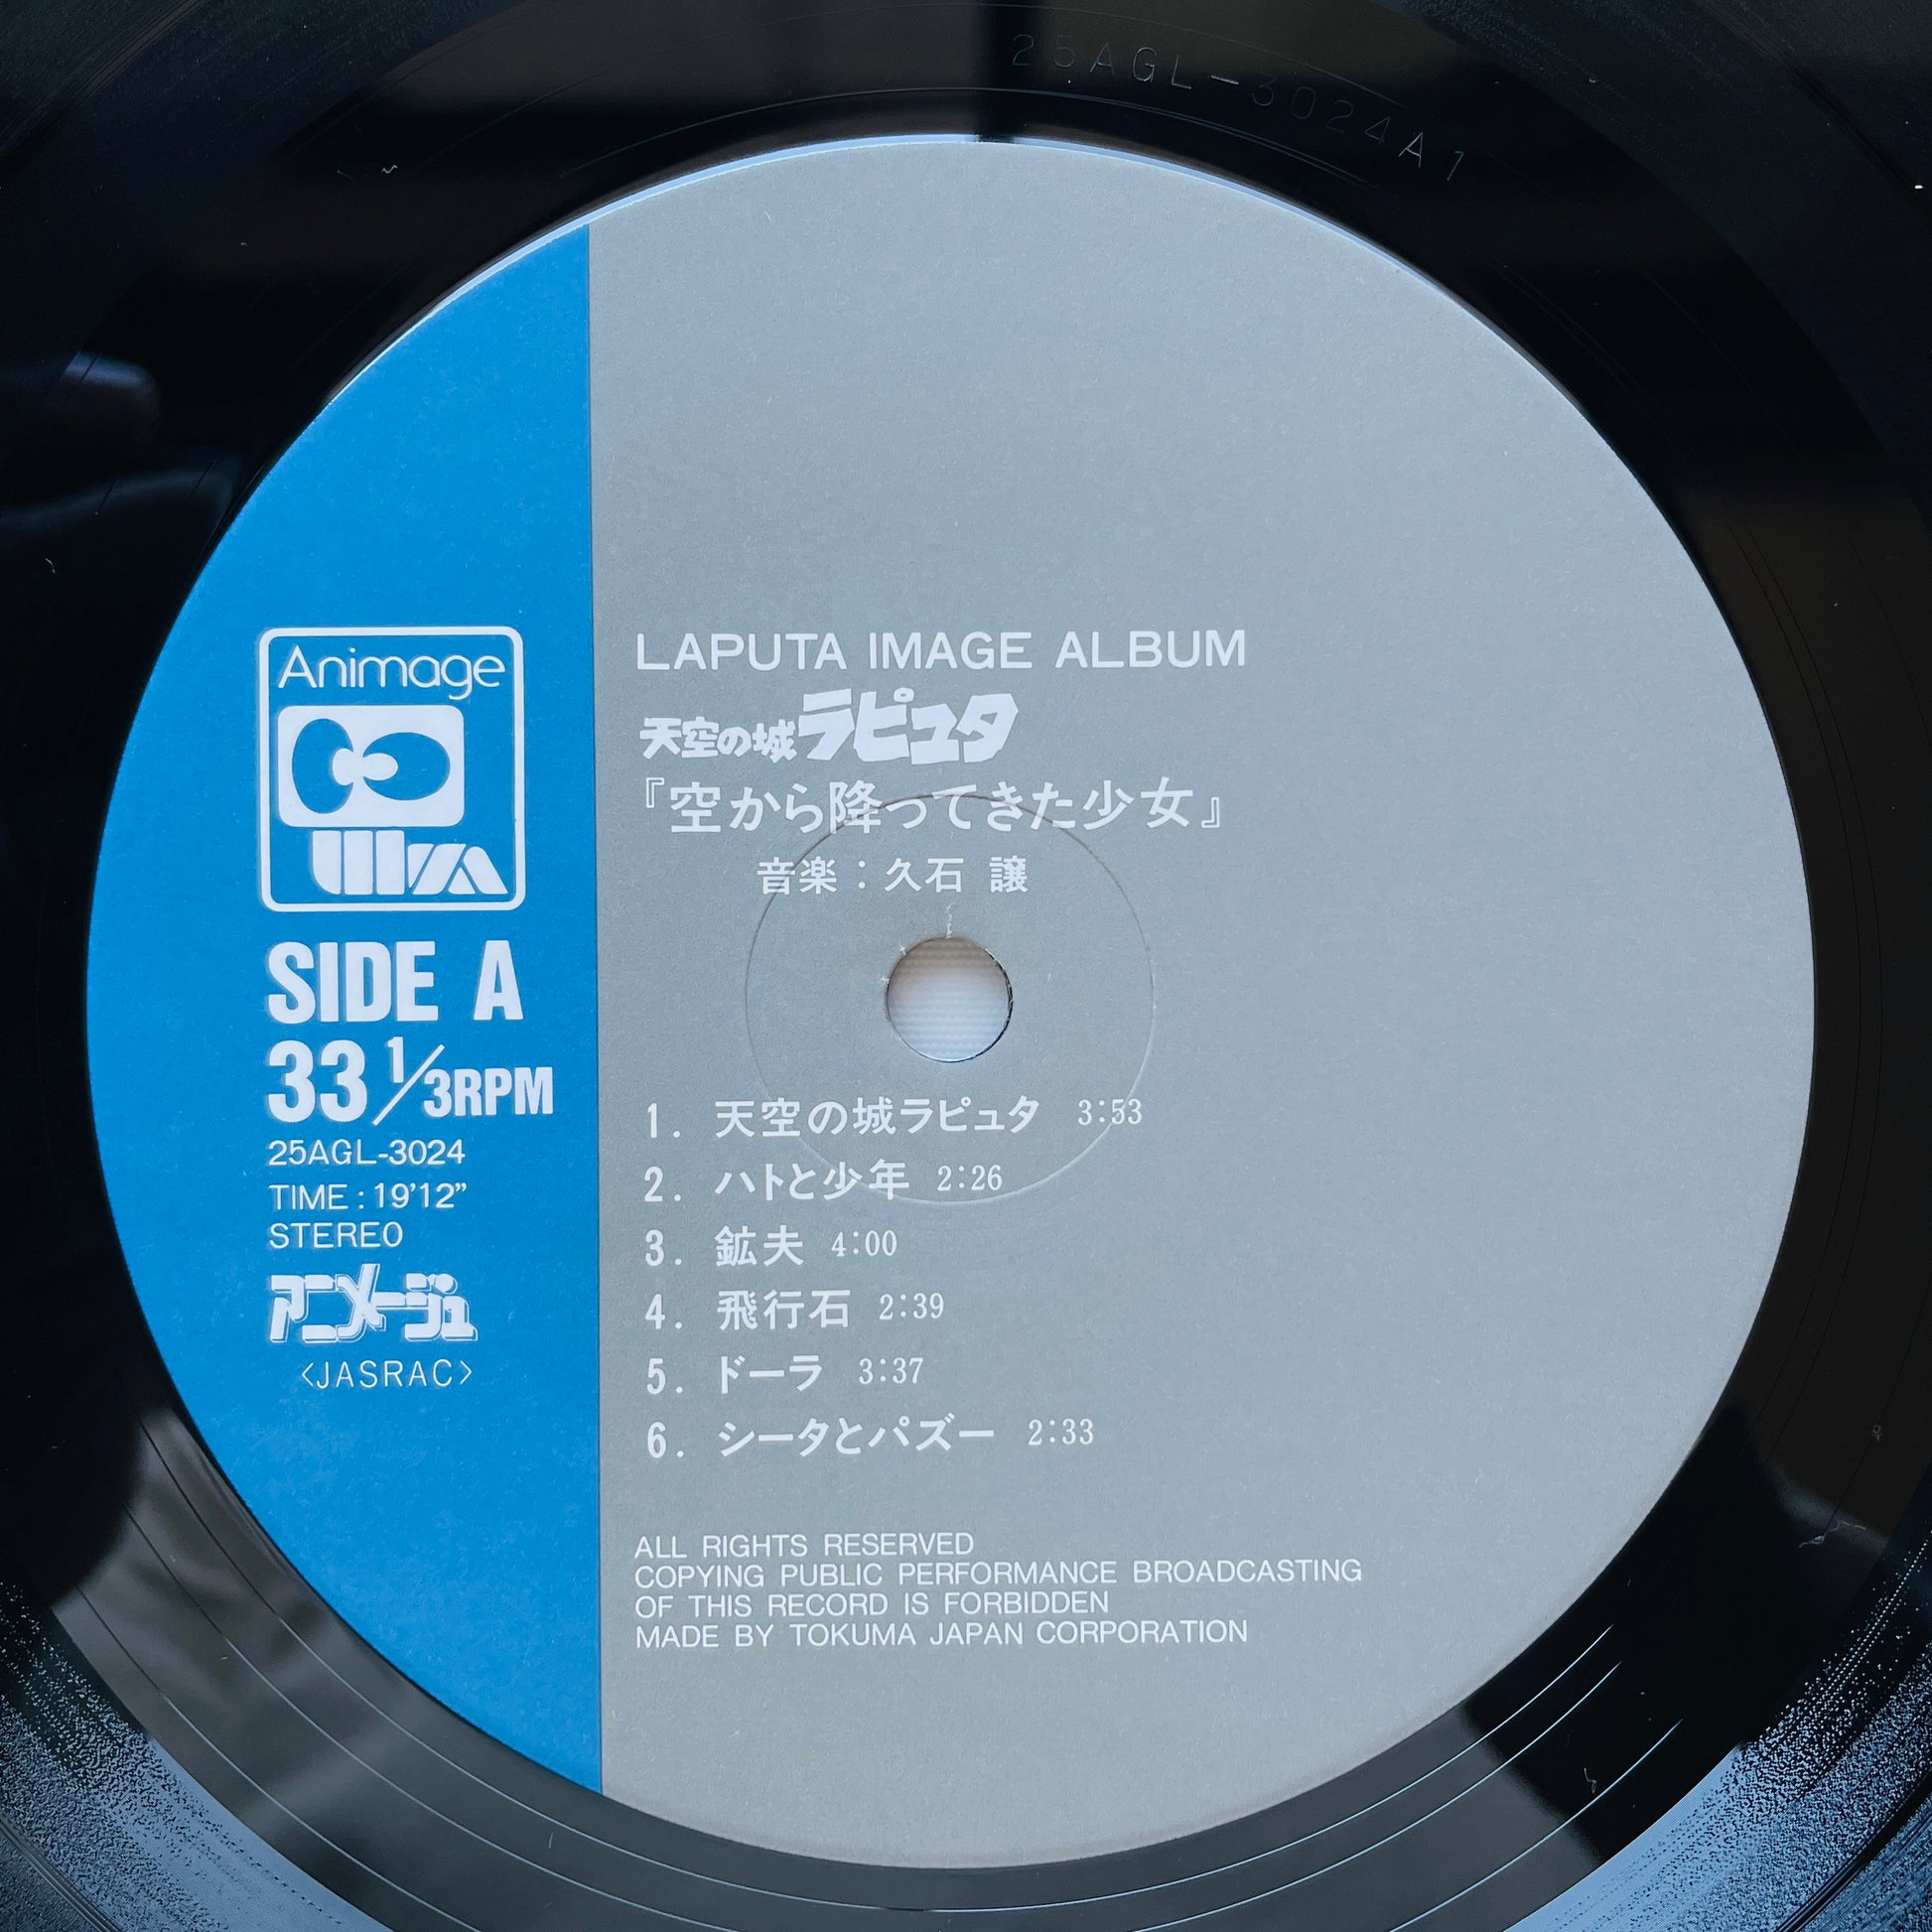 25AGL-3024A1
Animage
SIDE A
33 1/3RPM
25AGL-3024
TIME : 19'12”
STEREO
アニメージュ
<JASRAC>
LAPUTA IMAGE ALBUM
天空の城ラピュタ
『空から降ってきた少女』
音楽：久石 譲
1. 天空の城ラピュタ 3:53
2. ハトと少年 2:26
3. 鉱夫 4:00
4. 飛行石 2:39
5. ドーラ 3:37
6. シータとパズー 2:33
ALL RIGHTS RESERVED
COPYING PUBLIC PERFORMANCE BROADCASTING
OF THIS RECORD IS FORBIDDEN
MADE BY TOKUMA JAPAN CORPORATION